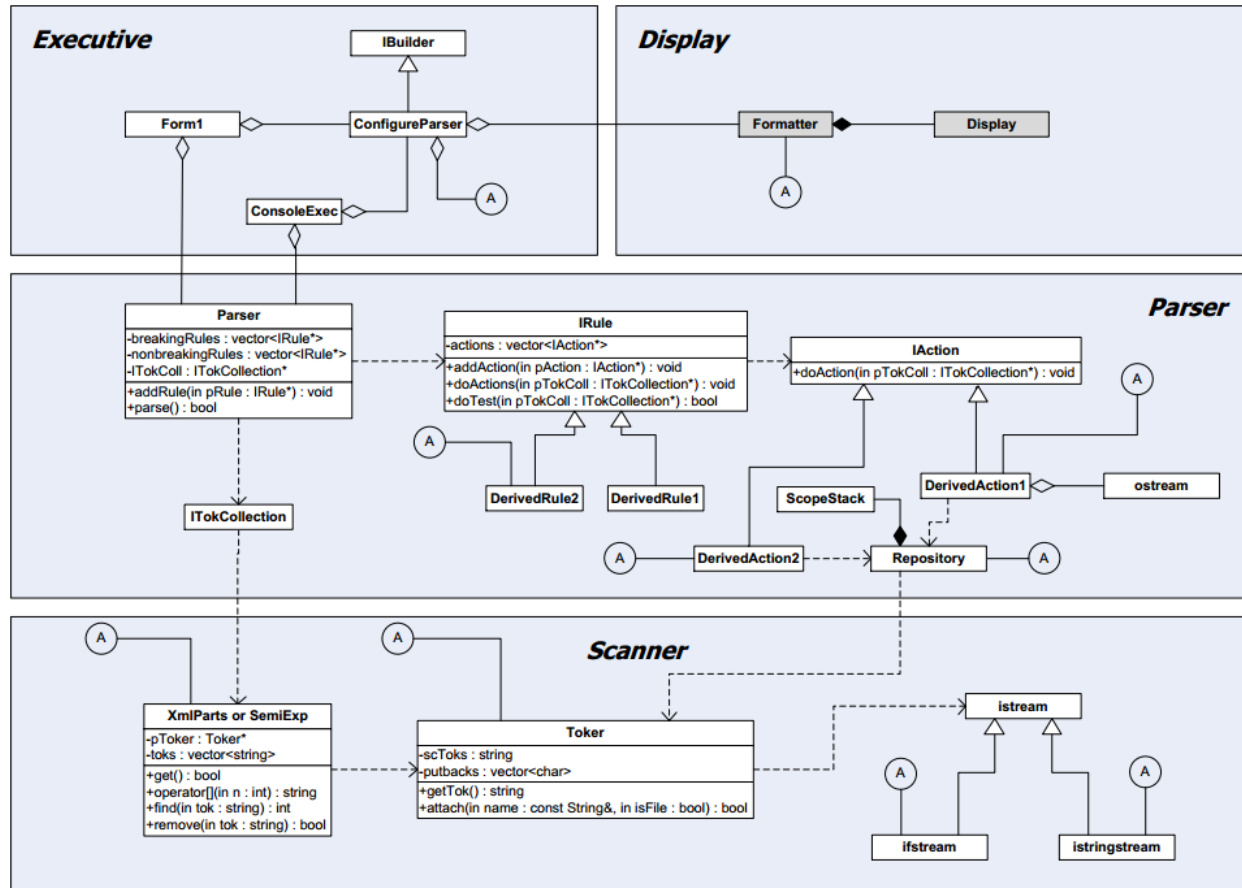 Executive
IBuilder
Form1
ConfigureParser
A
ConsoleExec
Display
Formatter
Display
A
Parser
Parser
-breakingRules : vector<IRule*>
-nonbreakingRules : vector<IRule*>
-ITokColl : ITokCollection*
+addRule(in pRule : IRule*) : void
+parse() : bool
IRule
-actions : vector<IAction*>
+addAction(in pAction : IAction*) : void
+doActions(in pTokColl : ITokCollection*) : void
+doTest(in pTokColl : ITokCollection*) : bool
IAction
+doAction(in pTokColl : ITokCollection*) : void
A
A
DerivedRule2
DerivedRule1
DerivedAction1
ostream
ScopeStack
ITokCollection
A
DerivedAction2
Repository
A
Scanner
A
A
XmlParts or SemiExp
-pToker : Toker*
-toks : vector<string>
+get() : bool
+operator[](in n : int) : string
+find(in tok : string) : int
+remove(in tok : string) : bool
Toker
-scToks : string
-putbacks : vector<char>
+getTok() : string
+attach(in name : const String&, in isFile : bool) : bool
istream
A
A
ifstream
istringstream